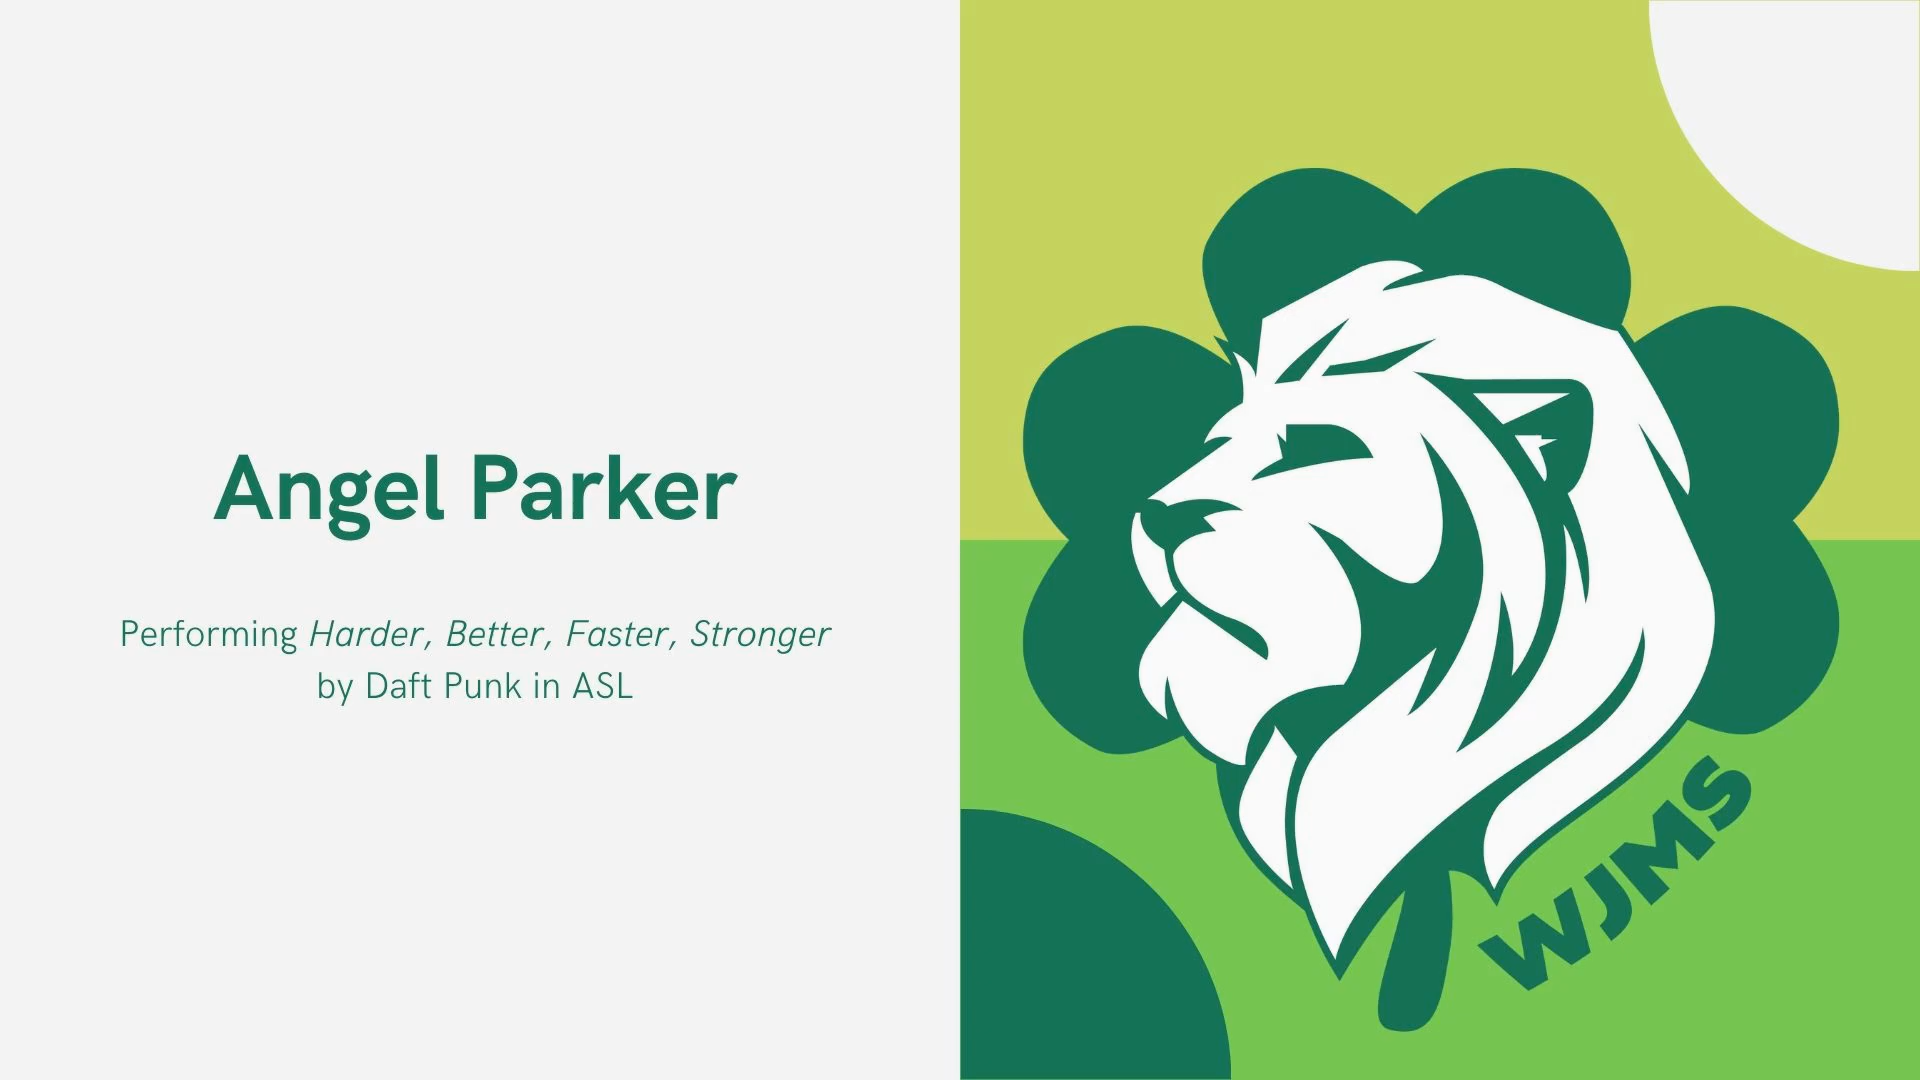 Angel Parker
Performing Harder, Better, Faster, Stronger
by Daft Punk in ASL
WJMS